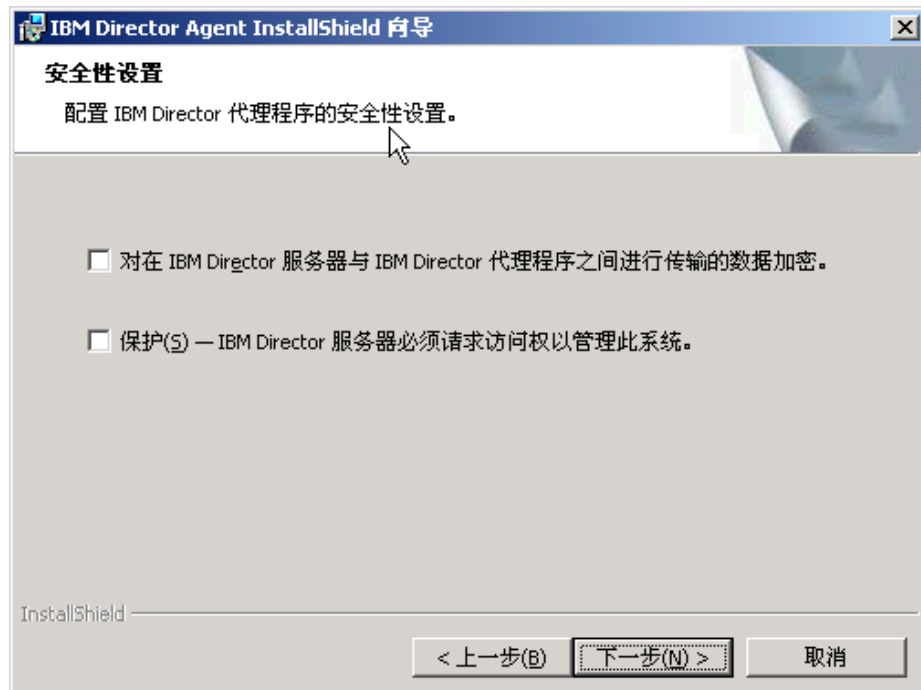 IBM Director Agent InstallShield 向导
安全性设置
配置 IBM Director 代理程序的安全性设置。
对在 IBM Director 服务器与 IBM Director 代理程序之间进行传输的数据加密。
保护(S) — IBM Director 服务器必须请求访问权以管理此系统。
InstallShield
< 上一步(B) 下一步(N) > 取消